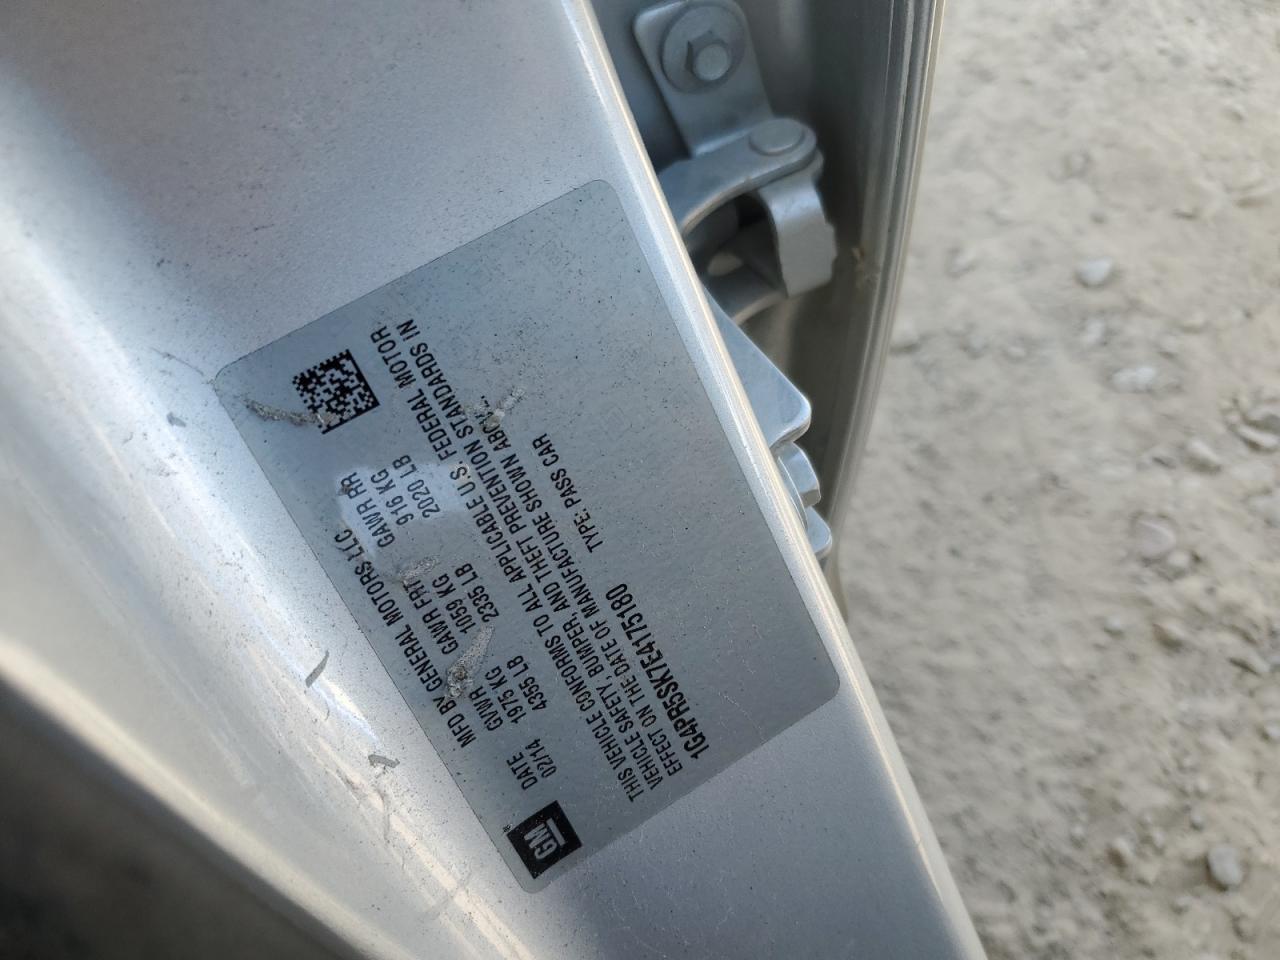 MFD BY GENERAL MOTORS LLC
DATE GVWR GAWR FRT GAWR RR
02/14 1975 KG 1059 KG 916 KG
4355 LB 2335 LB 2020 LB
THIS VEHICLE CONFORMS TO ALL APPLICABLE U.S. FEDERAL MOTOR
VEHICLE SAFETY, BUMPER, AND THEFT PREVENTION STANDARDS IN
EFFECT ON THE DATE OF MANUFACTURE SHOWN
1G4PR5SK7E4175180 TYPE: PASS CAR
GM